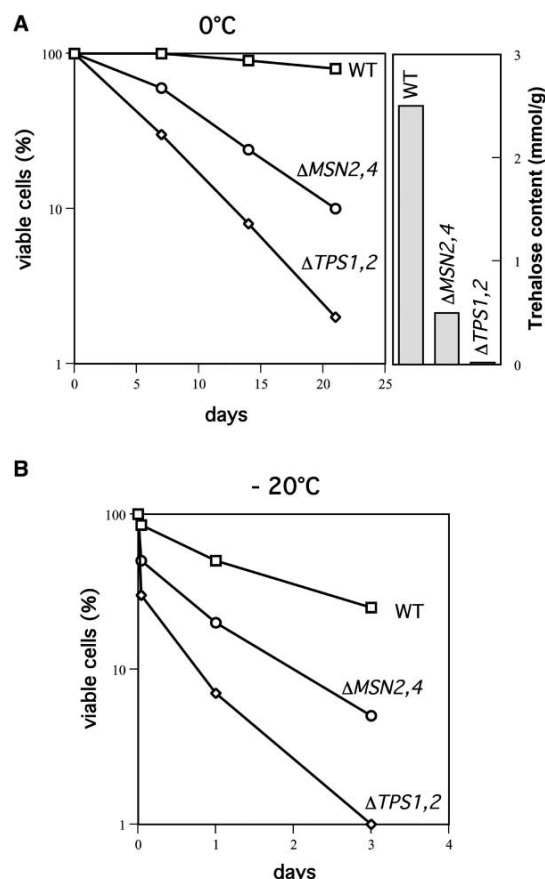 A
0°C
100
10
1
viable cells (%)
WT
ΔMSN2,4
ΔTPS1,2
0
5
10
15
20
25
days
WT
ΔMSN2,4
ΔTPS1,2
3
2
1
0
Trehalose content (mmol/g)
B
- 20°C
100
10
1
viable cells (%)
WT
ΔMSN2,4
ΔTPS1,2
0
1
2
3
4
days